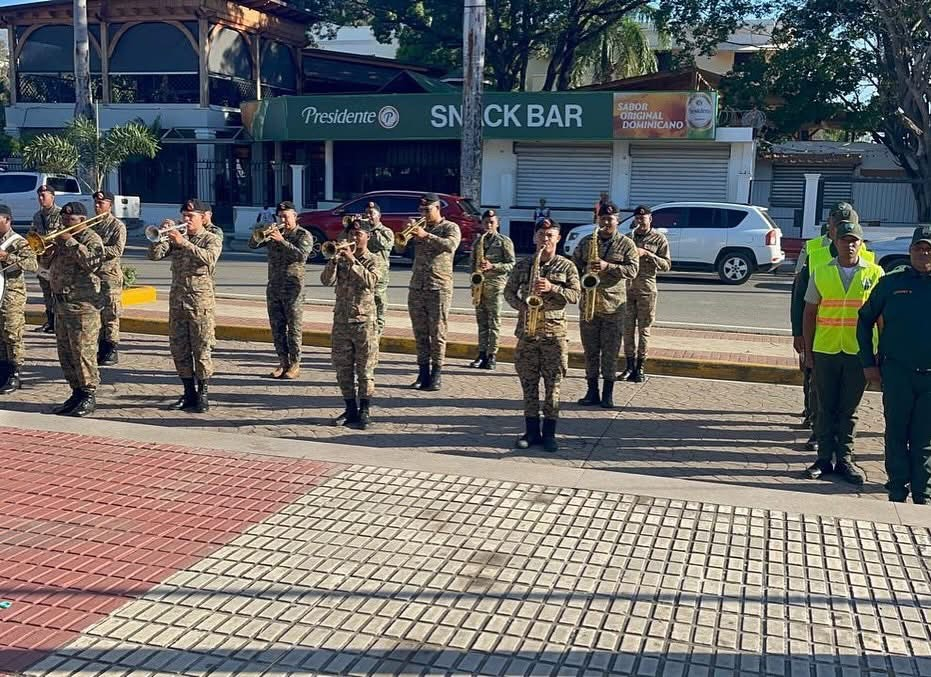 Presidente P
SNACK BAR
SABOR
ORIGINAL
DOMINICANO